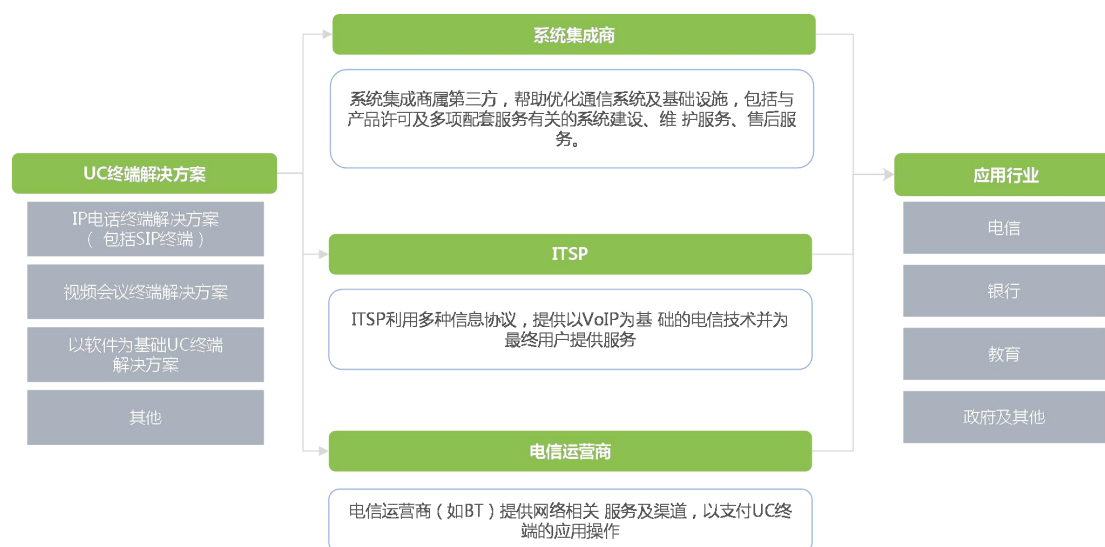 UC终端解决方案
IP电话终端解决方案
（ 包括SIP终端）
视频会议终端解决方案
以软件为基础UC终端
解决方案
其他
系统集成商
系统集成商属第三方，帮助优化通信系统及基础设施，包括与
产品许可及多项配套服务有关的系统建设、维 护服务、售后服
务。
ITSP
ITSP利用多种信息协议，提供以VoIP为基 础的电信技术并为
最终用户提供服务
电信运营商
电信运营商（如BT）提供网络相关 服务及渠道，以支付UC终
端的应用操作
应用行业
电信
银行
教育
政府及其他